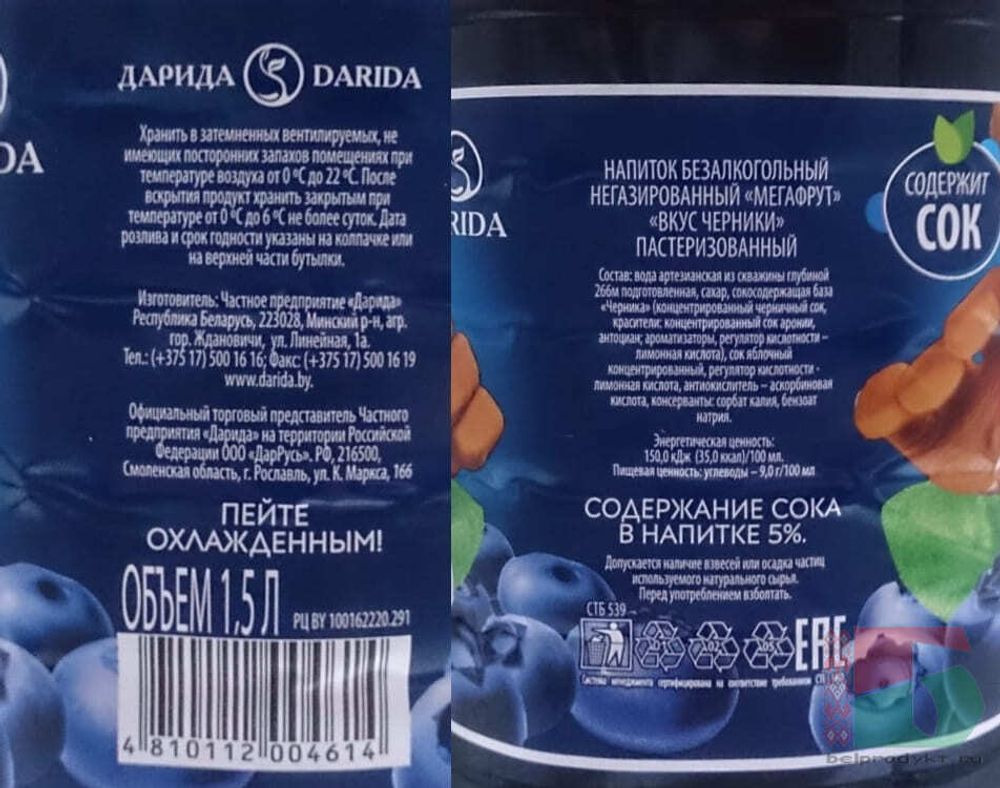 ДАРИДА DARIDA
DA
Хранить в затемненных вентилируемых, не
имеющих посторонних запахов помещениях при
температуре воздуха от 0 °С до 22 °С. После
вскрытия продукт хранить закрытым при
температуре от 0 °С до 6 °С не более суток. Дата
розлива и срок годности указаны на колпачке или
на верхней части бутылки.
Изготовитель: Частное предприятие «Дарида»
Республика Беларусь, 223028, Минский р-н, агр.
гор. Ждановичи, ул. Линейная, 1а.
Тел.: (+375 17) 500 16 16; Факс: (+375 17) 500 16 19
www.darida.by.
Официальный торговый представитель Частного
предприятия «Дарида» на территории Российской
Федерации ООО «ДарРусь». РФ, 216500,
Смоленская область, г. Рославль, ул. К. Маркса, 166
ПЕЙТЕ
ОХЛАЖДЕННЫМ!
ОБЪЕМ 1,5 Л РЦ BY 100162220.291
4 810112 004614
RIDA
НАПИТОК БЕЗАЛКОГОЛЬНЫЙ
НЕГАЗИРОВАННЫЙ «МЕГАФРУТ»
«ВКУС ЧЕРНИКИ»
ПАСТЕРИЗОВАННЫЙ
СОДЕРЖИТ
СОК
Состав: вода артезианская из скважины глубиной
266м подготовленная, сахар, сокосодержащая база
«Черника» (концентрированный черничный сок,
красители: концентрированный сок аронии,
антоциан; ароматизаторы, регулятор кислотности –
лимонная кислота), сок яблочный
концентрированный, регулятор кислотности -
лимонная кислота, антиокислитель – аскорбиновая
кислота, консерванты: сорбат калия, бензоат
натрия.
Энергетическая ценность:
150,0 кДж (35,0 ккал)/100 мл.
Пищевая ценность: углеводы – 9,0 г/100 мл
СОДЕРЖАНИЕ СОКА
В НАПИТКЕ 5%.
Допускается наличие взвесей или осадка частиц
используемого натурального сырья.
Перед употреблением взболтать.
СТБ 539
EAC
Система менеджмента сертифицирована на соответствие требованиям
belprodykt.ru